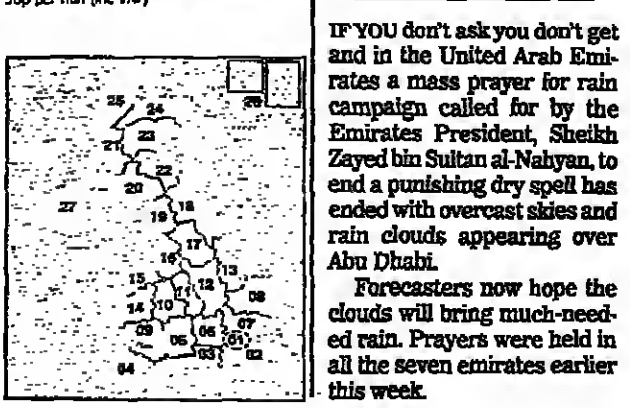 50p per min (inc VAT)
25
24
26
23
21
22
20
27
18
19
17
16
13
15
12
11
08
14
10
09
07
06
05
01
04
03
02
IF YOU don't ask you don't get
and in the United Arab Emi-
rates a mass prayer for rain
campaign called for by the
Emirates President, Sheikh
Zayed bin Sultan al-Nahyan, to
end a punishing dry spell has
ended with overcast skies and
rain clouds appearing over
Abu Dhabi.
Forecasters now hope the
clouds will bring much-need-
ed rain. Prayers were held in
all the seven emirates earlier
this week.